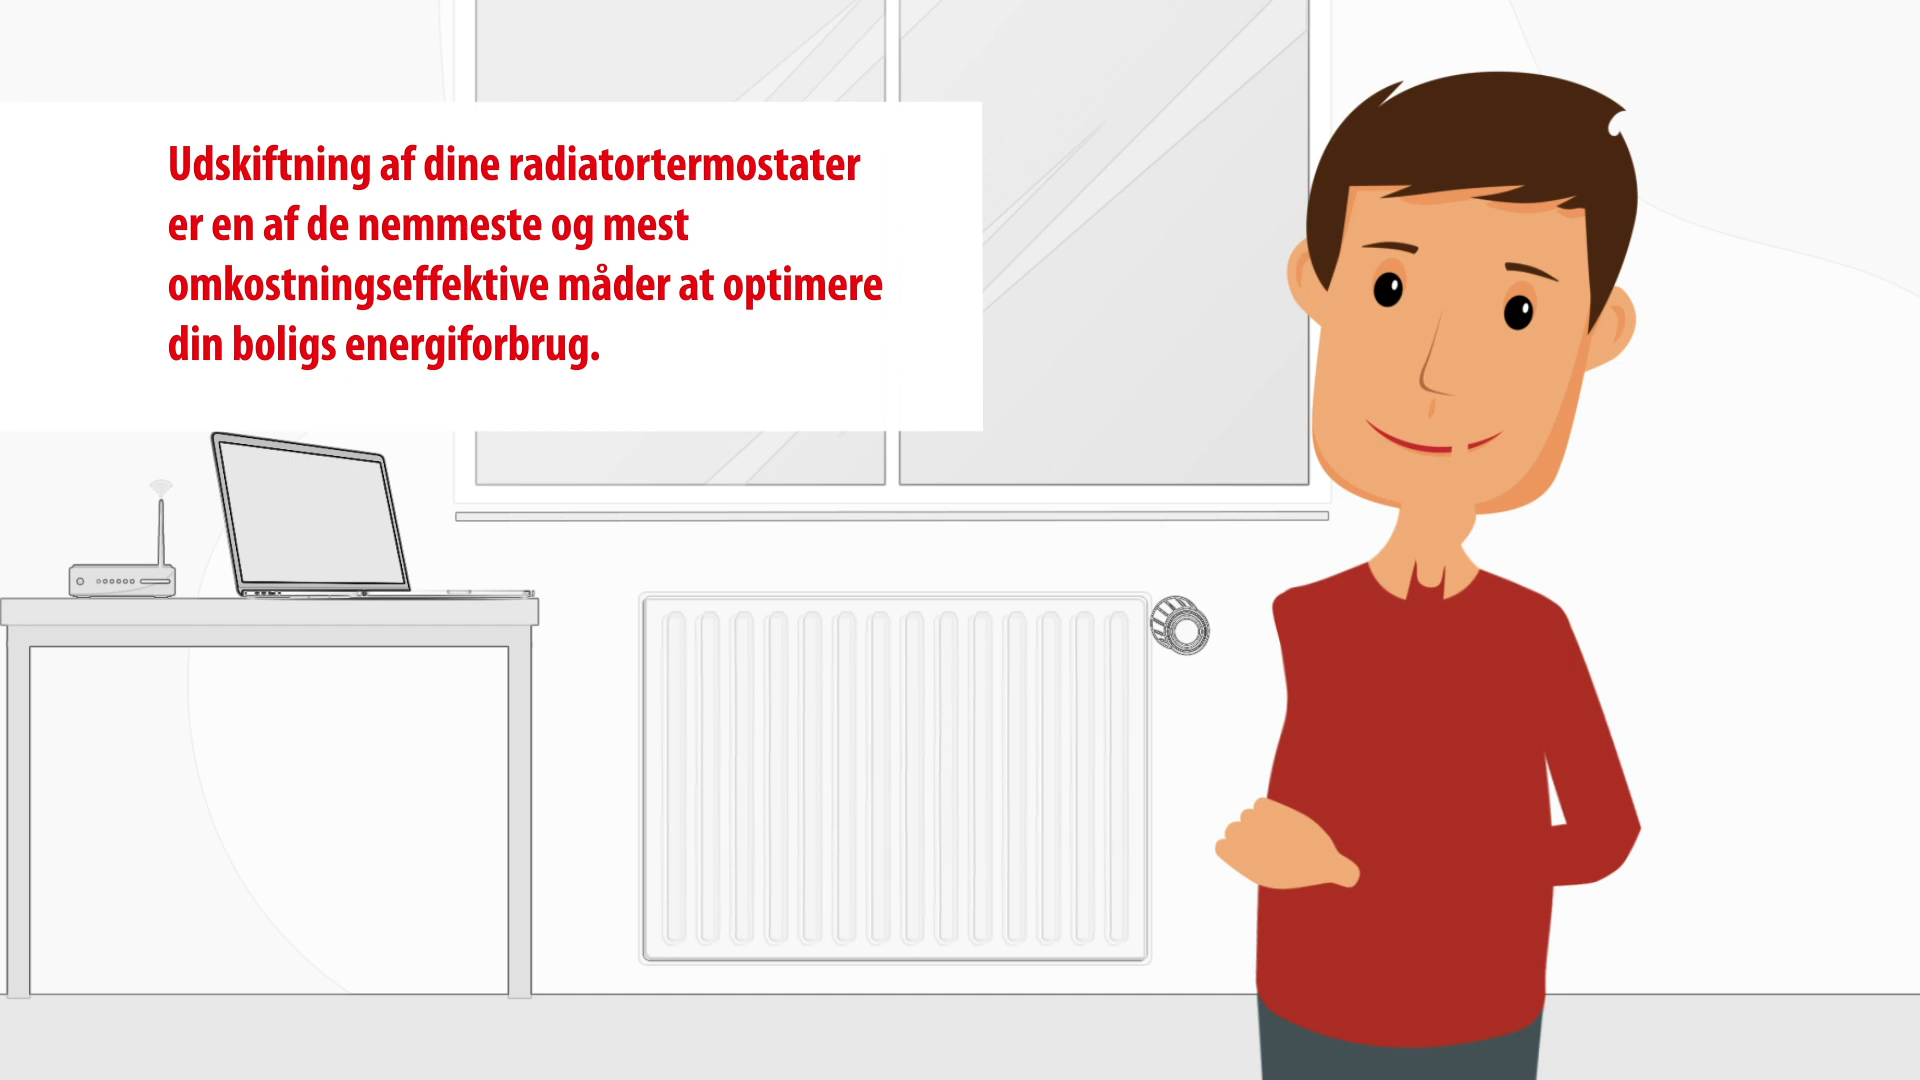 Udskiftning af dine radiatortermostater
er en af de nemmeste og mest
omkostningseffektive måder at optimere
din boligs energiforbrug.